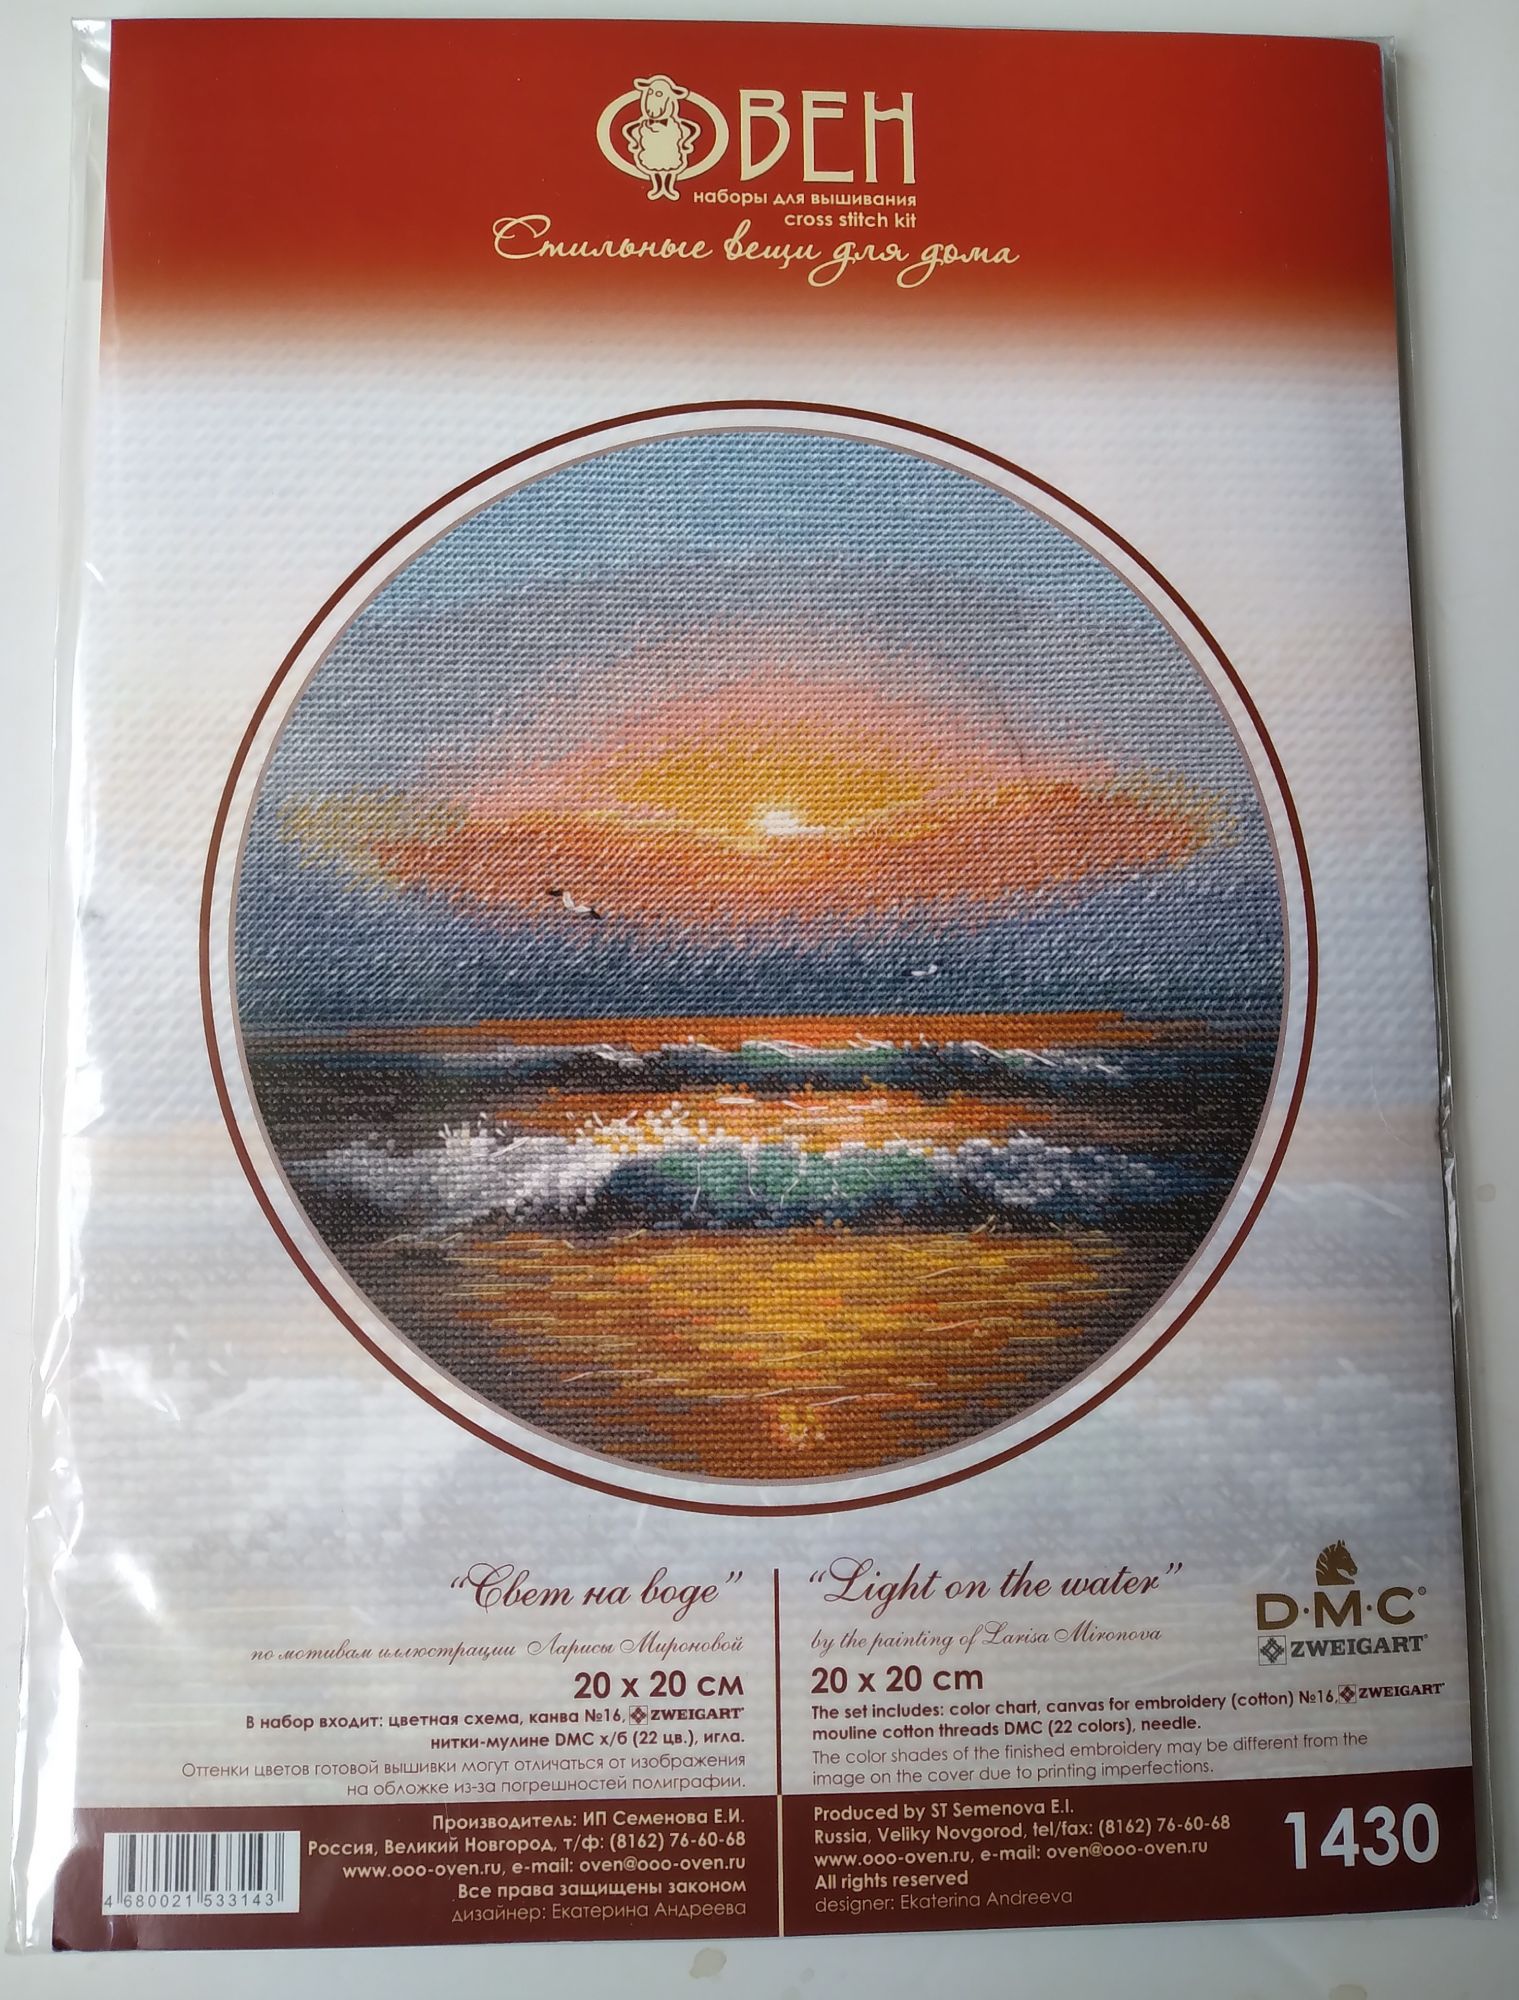 ОВЕН
наборы для вышивания
cross stitch kit
Стильные вещи для дома
"Свет на воде"
по мотивам иллюстрации Ларисы Мироновой
20 х 20 см
В набор входит: цветная схема, канва №16, ZWEIGART®
нитки-мулине DMC х/б (22 цв.), игла.
Оттенки цветов готовой вышивки могут отличаться от изображения
на обложке из-за погрешностей полиграфии.
"Light on the water"
by the painting of Larisa Mironova
20 x 20 cm
The set includes: color chart, canvas for embroidery (cotton) №16, ZWEIGART®
mouline cotton threads DMC (22 colors), needle.
The color shades of the finished embroidery may be different from the
image on the cover due to printing imperfections.
D·M·C®
ZWEIGART®
Производитель: ИП Семенова Е.И.
Россия, Великий Новгород, т/ф: (8162) 76-60-68
www.ooo-oven.ru, e-mail: oven@ooo-oven.ru
Все права защищены законом
дизайнер: Екатерина Андреева
Produced by ST Semenova E.I.
Russia, Veliky Novgorod, tel/fax: (8162) 76-60-68
www.ooo-oven.ru, e-mail: oven@ooo-oven.ru
All rights reserved
designer: Ekaterina Andreeva
1430
4 680021 533143